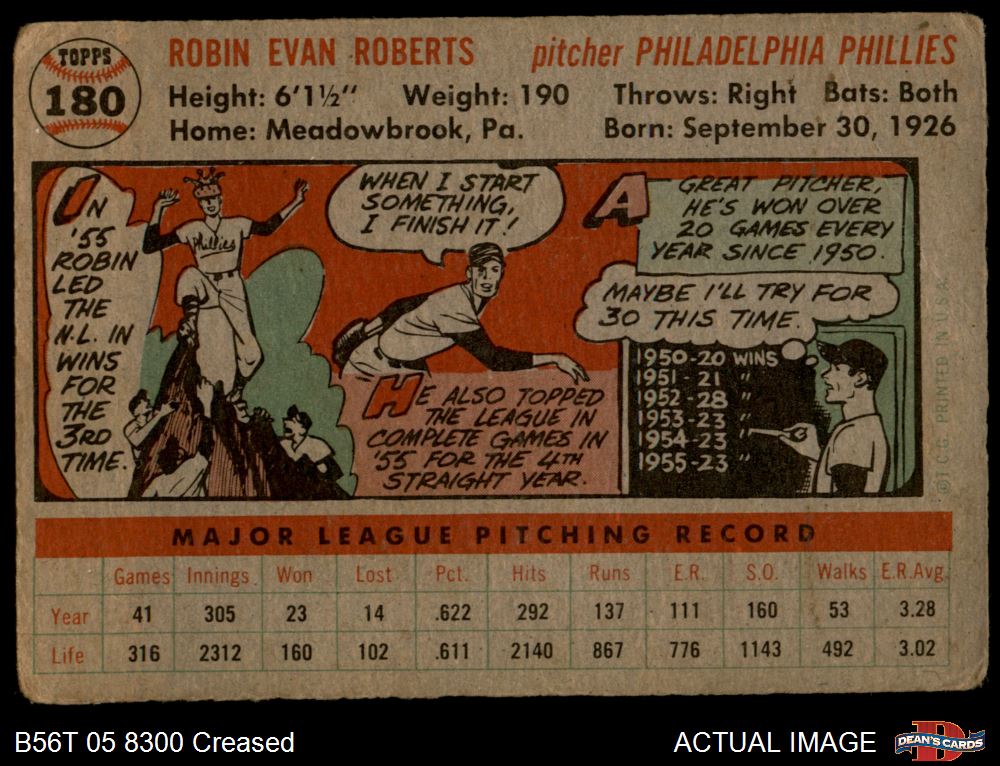 TOPPS
180
ROBIN EVAN ROBERTS pitcher PHILADELPHIA PHILLIES
Height: 6'1½" Weight: 190 Throws: Right Bats: Both
Home: Meadowbrook, Pa. Born: September 30, 1926
IN
'55
ROBIN
LED
THE
N.L. IN
WINS
FOR
THE
3RD
TIME.
Phillies
WHEN I START
SOMETHING,
I FINISH IT!
HE ALSO TOPPED
THE LEAGUE IN
COMPLETE GAMES IN
'55 FOR THE 4TH
STRAIGHT YEAR.
A GREAT PITCHER,
HE'S WON OVER
20 GAMES EVERY
YEAR SINCE 1950.
MAYBE I'LL TRY FOR
30 THIS TIME.
1950-20 WINS
1951-21 "
1952-28 "
1953-23 "
1954-23 "
1955-23 "
© T.C.G. PRINTED IN U.S.A.
MAJOR LEAGUE PITCHING RECORD
Games Innings Won Lost Pct. Hits Runs E.R. S.O. Walks E.R.Avg.
Year 41 305 23 14 .622 292 137 111 160 53 3.28
Life 316 2312 160 102 .611 2140 867 776 1143 492 3.02
B56T 05 8300 Creased
ACTUAL IMAGE
DEAN'S CARDS